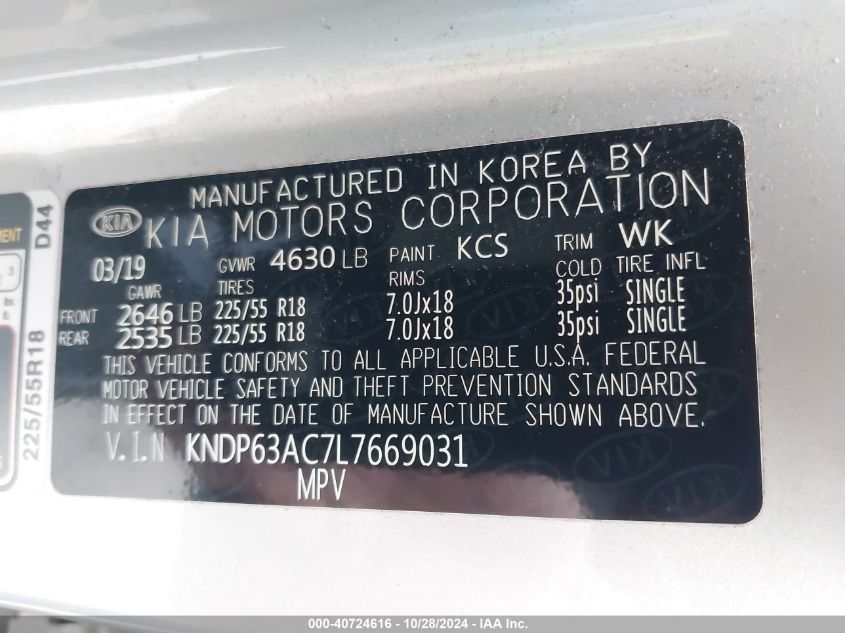 MANUFACTURED IN KOREA BY
KIA KIA MOTORS CORPORATION
03/19 GVWR 4630 LB PAINT KCS TRIM WK
GAWR TIRES RIMS COLD TIRE INFL
FRONT 2646 LB 225/55 R18 7.0Jx18 35psi SINGLE
REAR 2535 LB 225/55 R18 7.0Jx18 35psi SINGLE
THIS VEHICLE CONFORMS TO ALL APPLICABLE U.S.A. FEDERAL
MOTOR VEHICLE SAFETY AND THEFT PREVENTION STANDARDS
IN EFFECT ON THE DATE OF MANUFACTURE SHOWN ABOVE.
V.I.N KNDP63AC7L7669031
MPV
225/55R18 D44
000-40724616 - 10/28/2024 - IAA Inc.